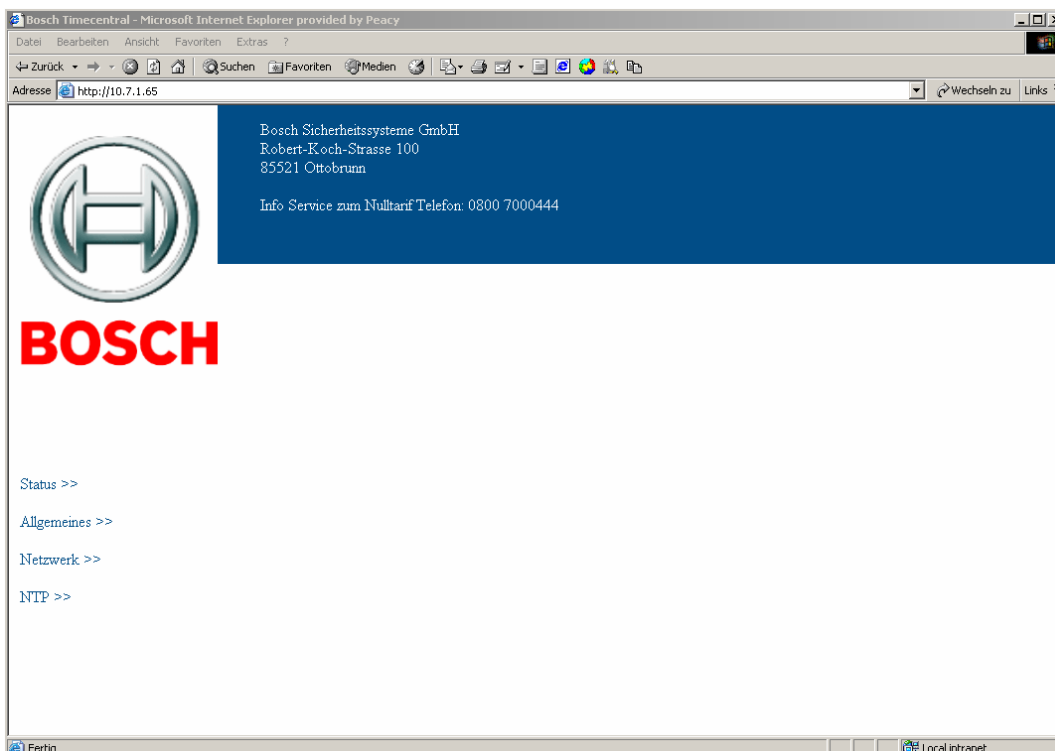 Bosch Timecentral - Microsoft Internet Explorer provided by Peacy
Datei Bearbeiten Ansicht Favoriten Extras ?
Zurück Suchen Favoriten Medien
Adresse http://10.7.1.65 Wechseln zu Links
Bosch Sicherheitssysteme GmbH
Robert-Koch-Strasse 100
85521 Ottobrunn
Info Service zum Nulltarif Telefon: 0800 7000444
BOSCH
Status >>
Allgemeines >>
Netzwerk >>
NTP >>
Fertig Local intranet